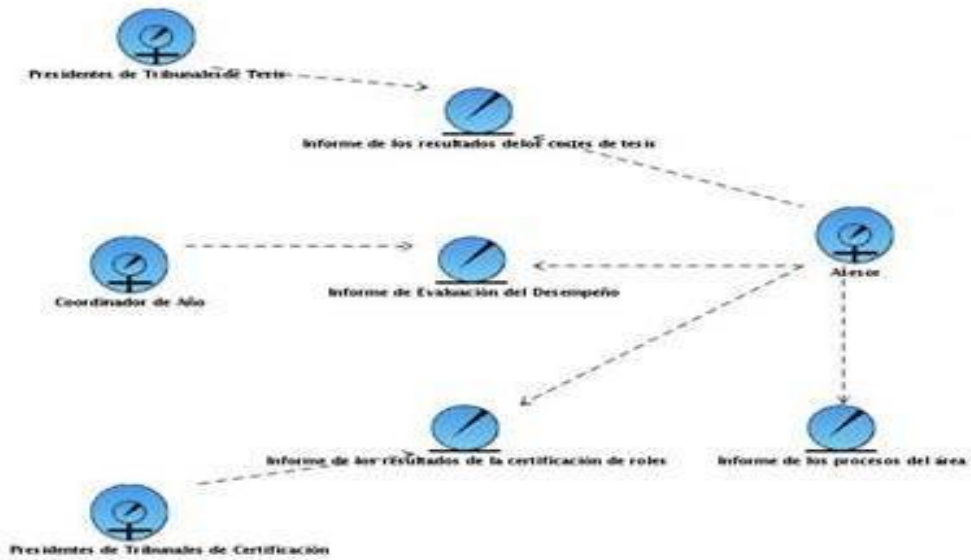 Presidentes de Tribunales de Tesis
Informe de los resultados de los cortes de tesis
Asesor
Coordinador de Año
Informe de Evaluación del Desempeño
Informe de los resultados de la certificación de roles
Informe de los procesos del área
Presidentes de Tribunales de Certificación